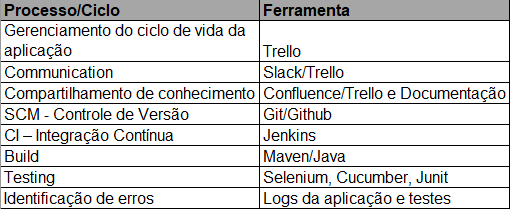 Processo/Ciclo Ferramenta
Gerenciamento do ciclo de vida da
aplicação Trello
Communication Slack/Trello
Compartilhamento de conhecimento Confluence/Trello e Documentação
SCM - Controle de Versão Git/Github
CI – Integração Contínua Jenkins
Build Maven/Java
Testing Selenium, Cucumber, Junit
Identificação de erros Logs da aplicação e testes